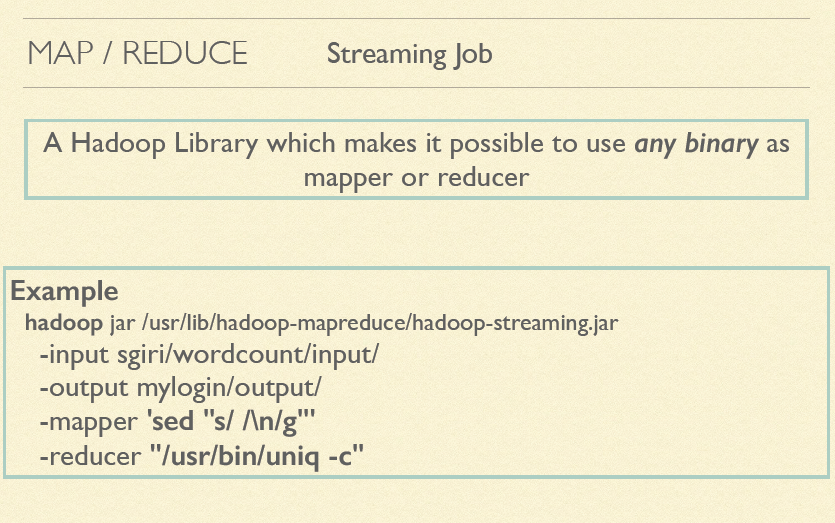 MAP / REDUCE Streaming Job
A Hadoop Library which makes it possible to use any binary as
mapper or reducer
Example
hadoop jar /usr/lib/hadoop-mapreduce/hadoop-streaming.jar
-input sgiri/wordcount/input/
-output mylogin/output/
-mapper 'sed "s/ /\n/g"'
-reducer "/usr/bin/uniq -c"